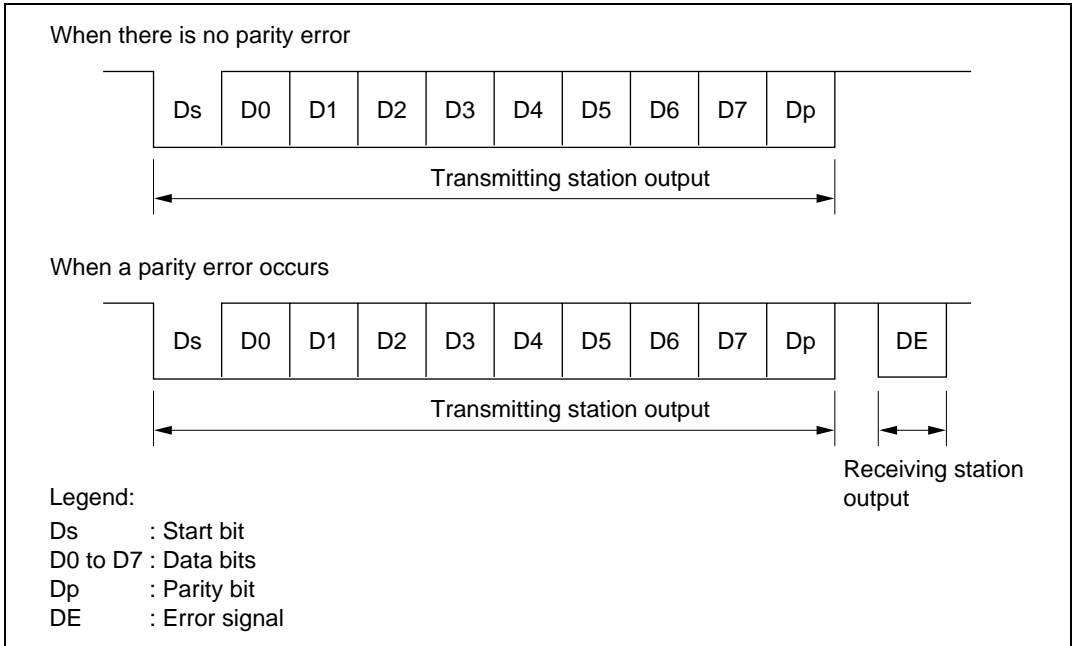 When there is no parity error
Ds D0 D1 D2 D3 D4 D5 D6 D7 Dp
Transmitting station output
When a parity error occurs
Ds D0 D1 D2 D3 D4 D5 D6 D7 Dp DE
Transmitting station output
Receiving station
output
Legend:
Ds : Start bit
D0 to D7 : Data bits
Dp : Parity bit
DE : Error signal